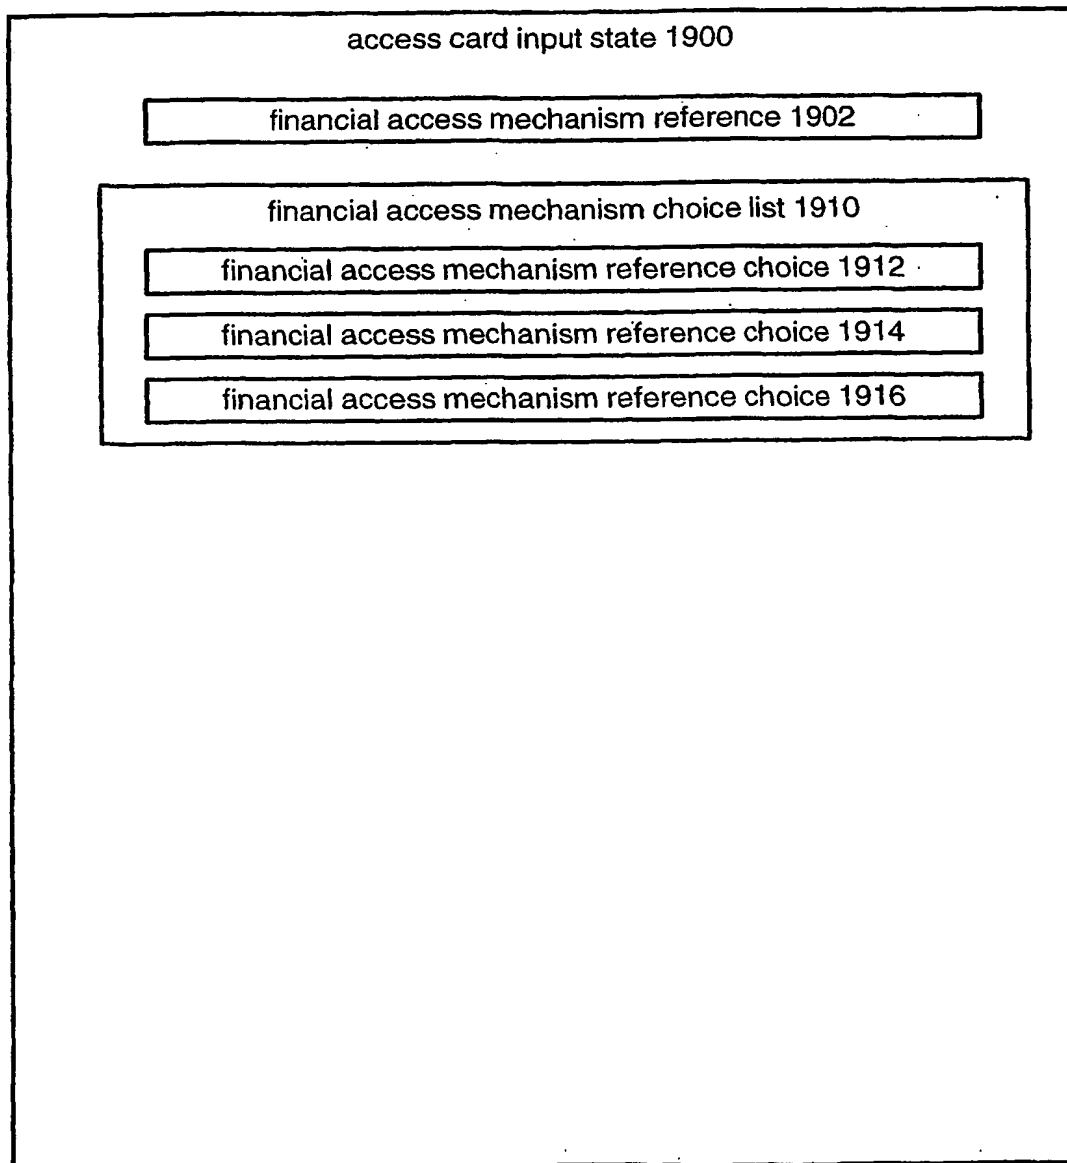 access card input state 1900
financial access mechanism reference 1902
financial access mechanism choice list 1910
financial access mechanism reference choice 1912
financial access mechanism reference choice 1914
financial access mechanism reference choice 1916